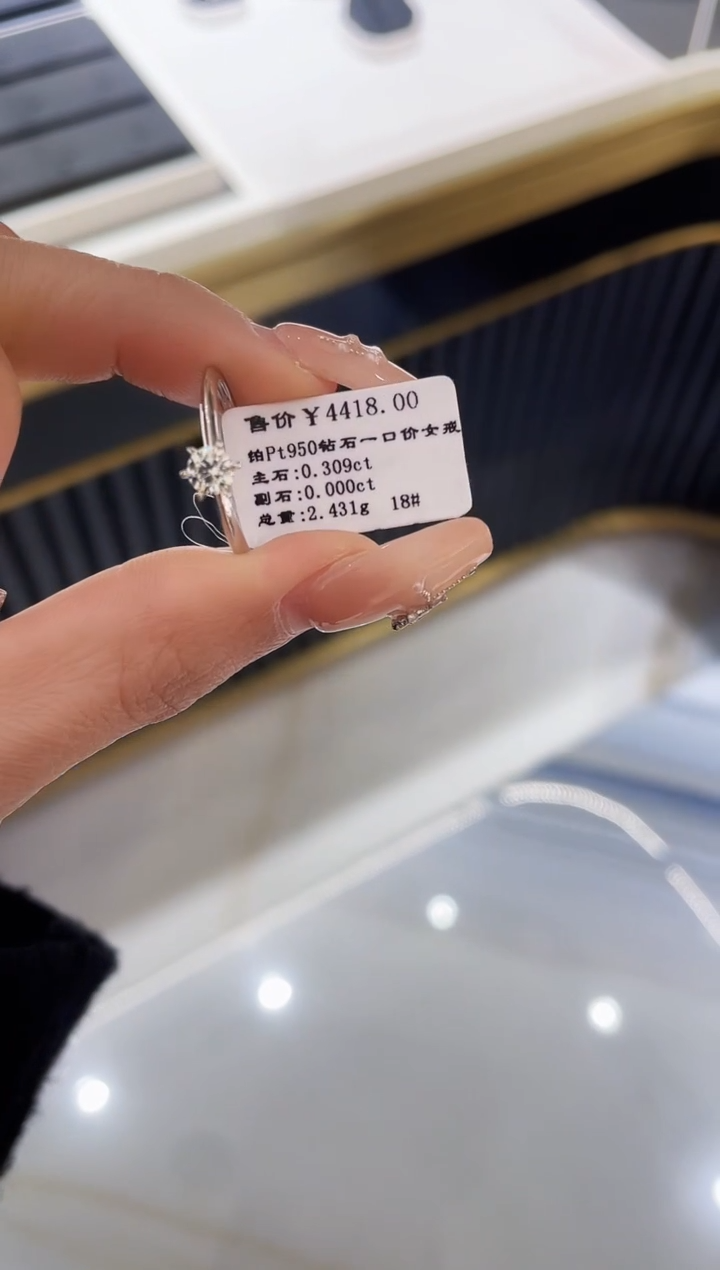 售价￥4418.00
铂Pt950钻石一口价女戒
主石:0.309ct
副石:0.000ct
总重:2.431g 18#